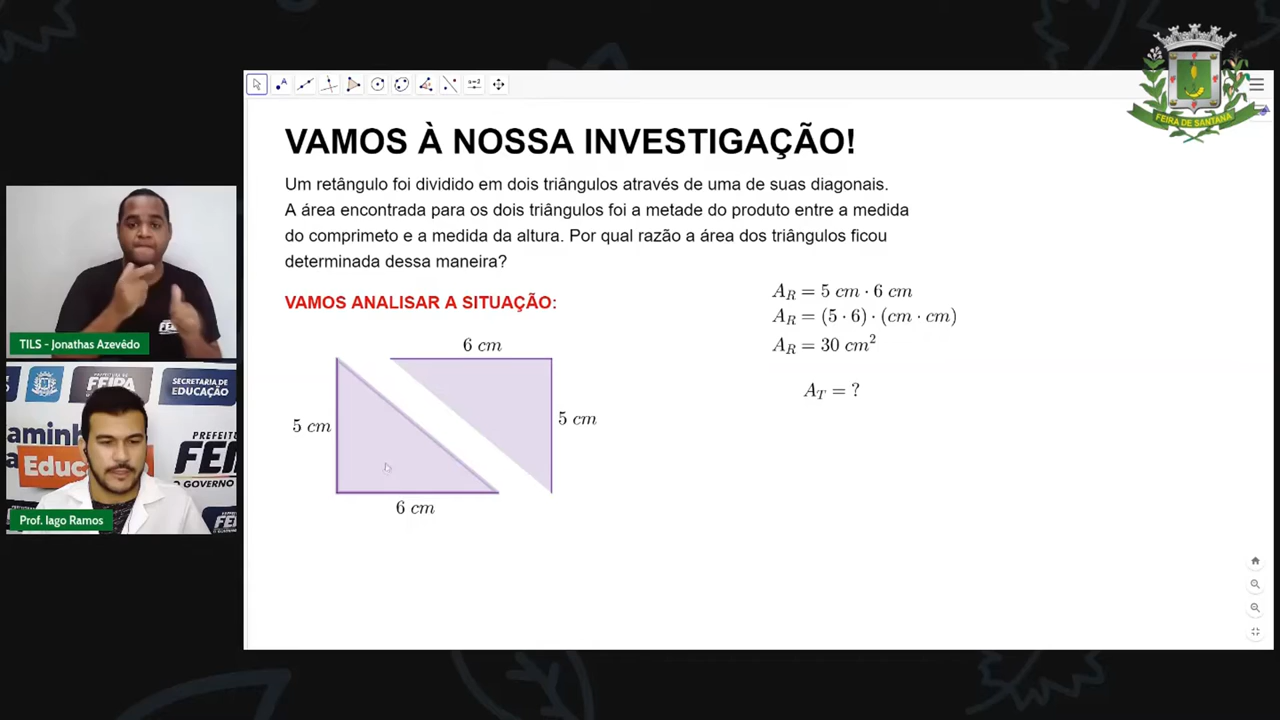 FEIRA DE SANTANA
VAMOS À NOSSA INVESTIGAÇÃO!
Um retângulo foi dividido em dois triângulos através de uma de suas diagonais.
A área encontrada para os dois triângulos foi a metade do produto entre a medida
do comprimeto e a medida da altura. Por qual razão a área dos triângulos ficou
determinada dessa maneira?
VAMOS ANALISAR A SITUAÇÃO:
A_R = 5 cm · 6 cm
A_R = (5 · 6) · (cm · cm)
A_R = 30 cm²
A_T = ?
6 cm
5 cm
5 cm
6 cm
TILS - Jonathas Azevêdo
FEIRA
SECRETARIA DE
EDUCAÇÃO
PREFE
FEI
O GOVERNO
Prof. Iago Ramos